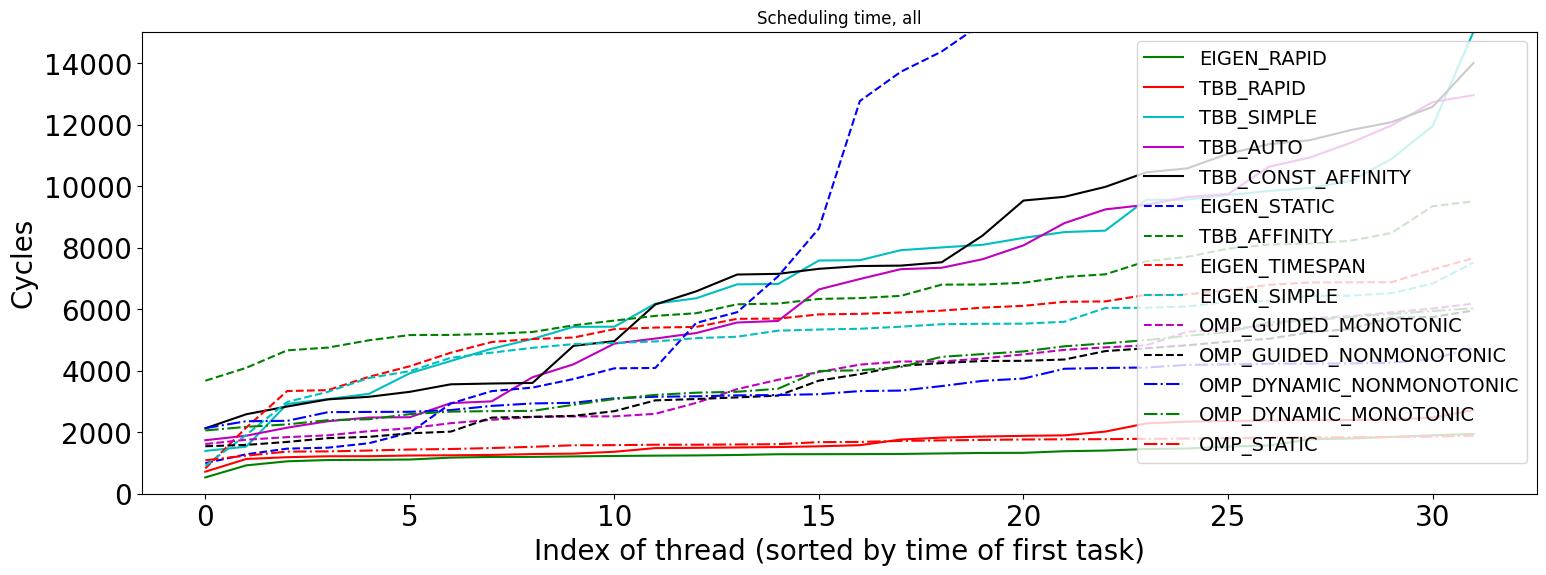 Scheduling time, all
Cycles
14000
12000
10000
8000
6000
4000
2000
0
EIGEN_RAPID
TBB_RAPID
TBB_SIMPLE
TBB_AUTO
TBB_CONST_AFFINITY
EIGEN_STATIC
TBB_AFFINITY
EIGEN_TIMESPAN
EIGEN_SIMPLE
OMP_GUIDED_MONOTONIC
OMP_GUIDED_NONMONOTONIC
OMP_DYNAMIC_NONMONOTONIC
OMP_DYNAMIC_MONOTONIC
OMP_STATIC
0 5 10 15 20 25 30
Index of thread (sorted by time of first task)